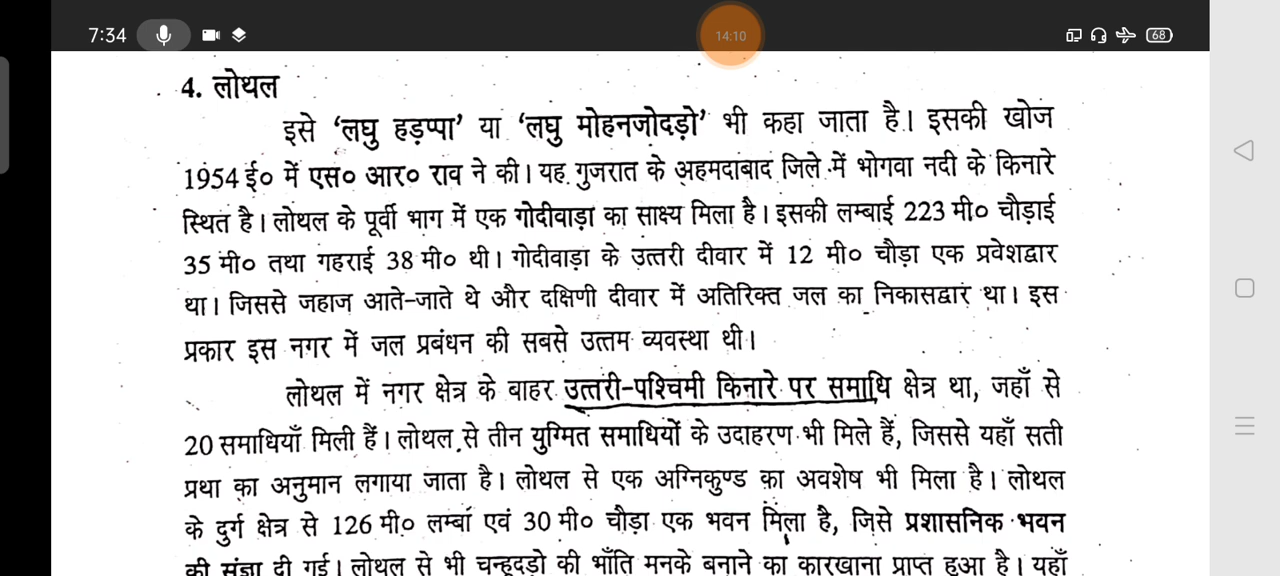 7:34
14:10
68
4. लोथल
इसे ‘लघु हड़प्पा’ या ‘लघु मोहनजोदड़ो’ भी कहा जाता है। इसकी खोज
1954 ई० में एस० आर० राव ने की। यह गुजरात के अहमदाबाद जिले में भोगवा नदी के किनारे
स्थित है। लोथल के पूर्वी भाग में एक गोदीवाड़ा का साक्ष्य मिला है। इसकी लम्बाई 223 मी० चौड़ाई
35 मी० तथा गहराई 38 मी० थी। गोदीवाड़ा के उत्तरी दीवार में 12 मी० चौड़ा एक प्रवेशद्वार
था। जिससे जहाज आते-जाते थे और दक्षिणी दीवार में अतिरिक्त जल का निकासद्वार था। इस
प्रकार इस नगर में जल प्रबंधन की सबसे उत्तम व्यवस्था थी।
लोथल में नगर क्षेत्र के बाहर उत्तरी-पश्चिमी किनारे पर समाधि क्षेत्र था, जहाँ से
20 समाधियाँ मिली हैं। लोथल से तीन युग्मित समाधियों के उदाहरण भी मिले हैं, जिससे यहाँ सती
प्रथा का अनुमान लगाया जाता है। लोथल से एक अग्निकुण्ड का अवशेष भी मिला है। लोथल
के दुर्ग क्षेत्र से 126 मी० लम्बा एवं 30 मी० चौड़ा एक भवन मिला है, जिसे प्रशासनिक भवन
की संज्ञा दी गई। लोथल से भी चन्हूदड़ो की भाँति मनके बनाने का कारखाना प्राप्त हुआ है। यहाँ